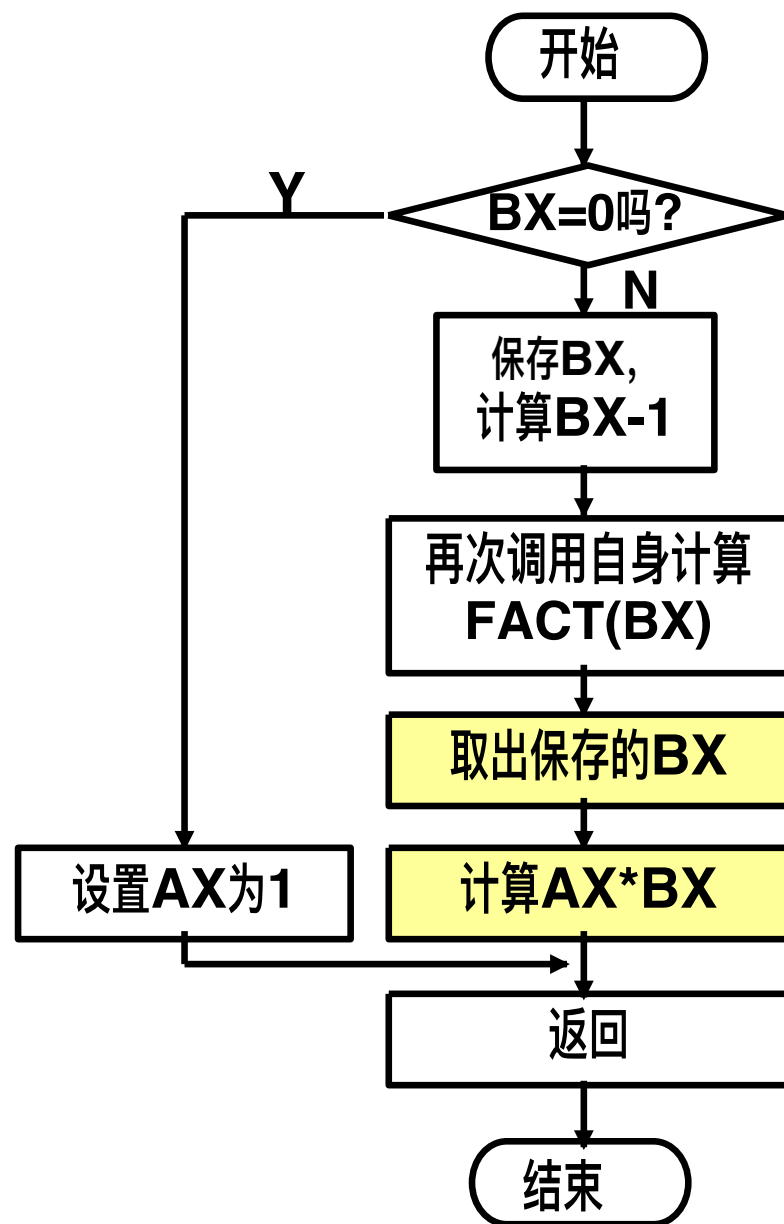 开始
Y
BX=0吗?
N
保存BX,
计算BX-1
再次调用自身计算
FACT(BX)
取出保存的BX
设置AX为1
计算AX*BX
返回
结束